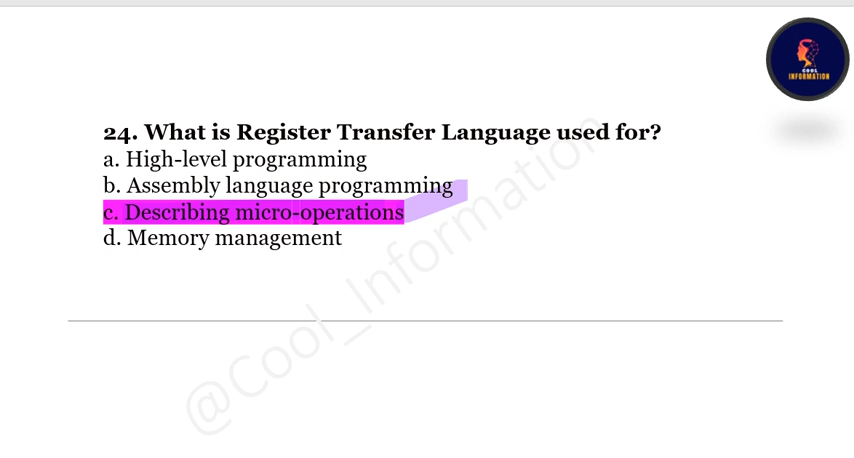 COOL
INFORMATION
24. What is Register Transfer Language used for?
a. High-level programming
b. Assembly language programming
c. Describing micro-operations
d. Memory management
@Cool_Information